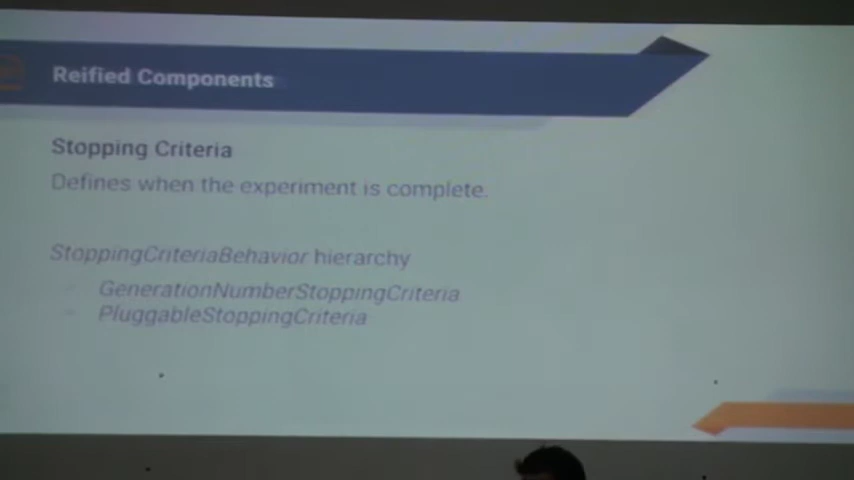 Reified Components
Stopping Criteria
Defines when the experiment is complete.
StoppingCriteriaBehavior hierarchy
– GenerationNumberStoppingCriteria
– PluggableStoppingCriteria